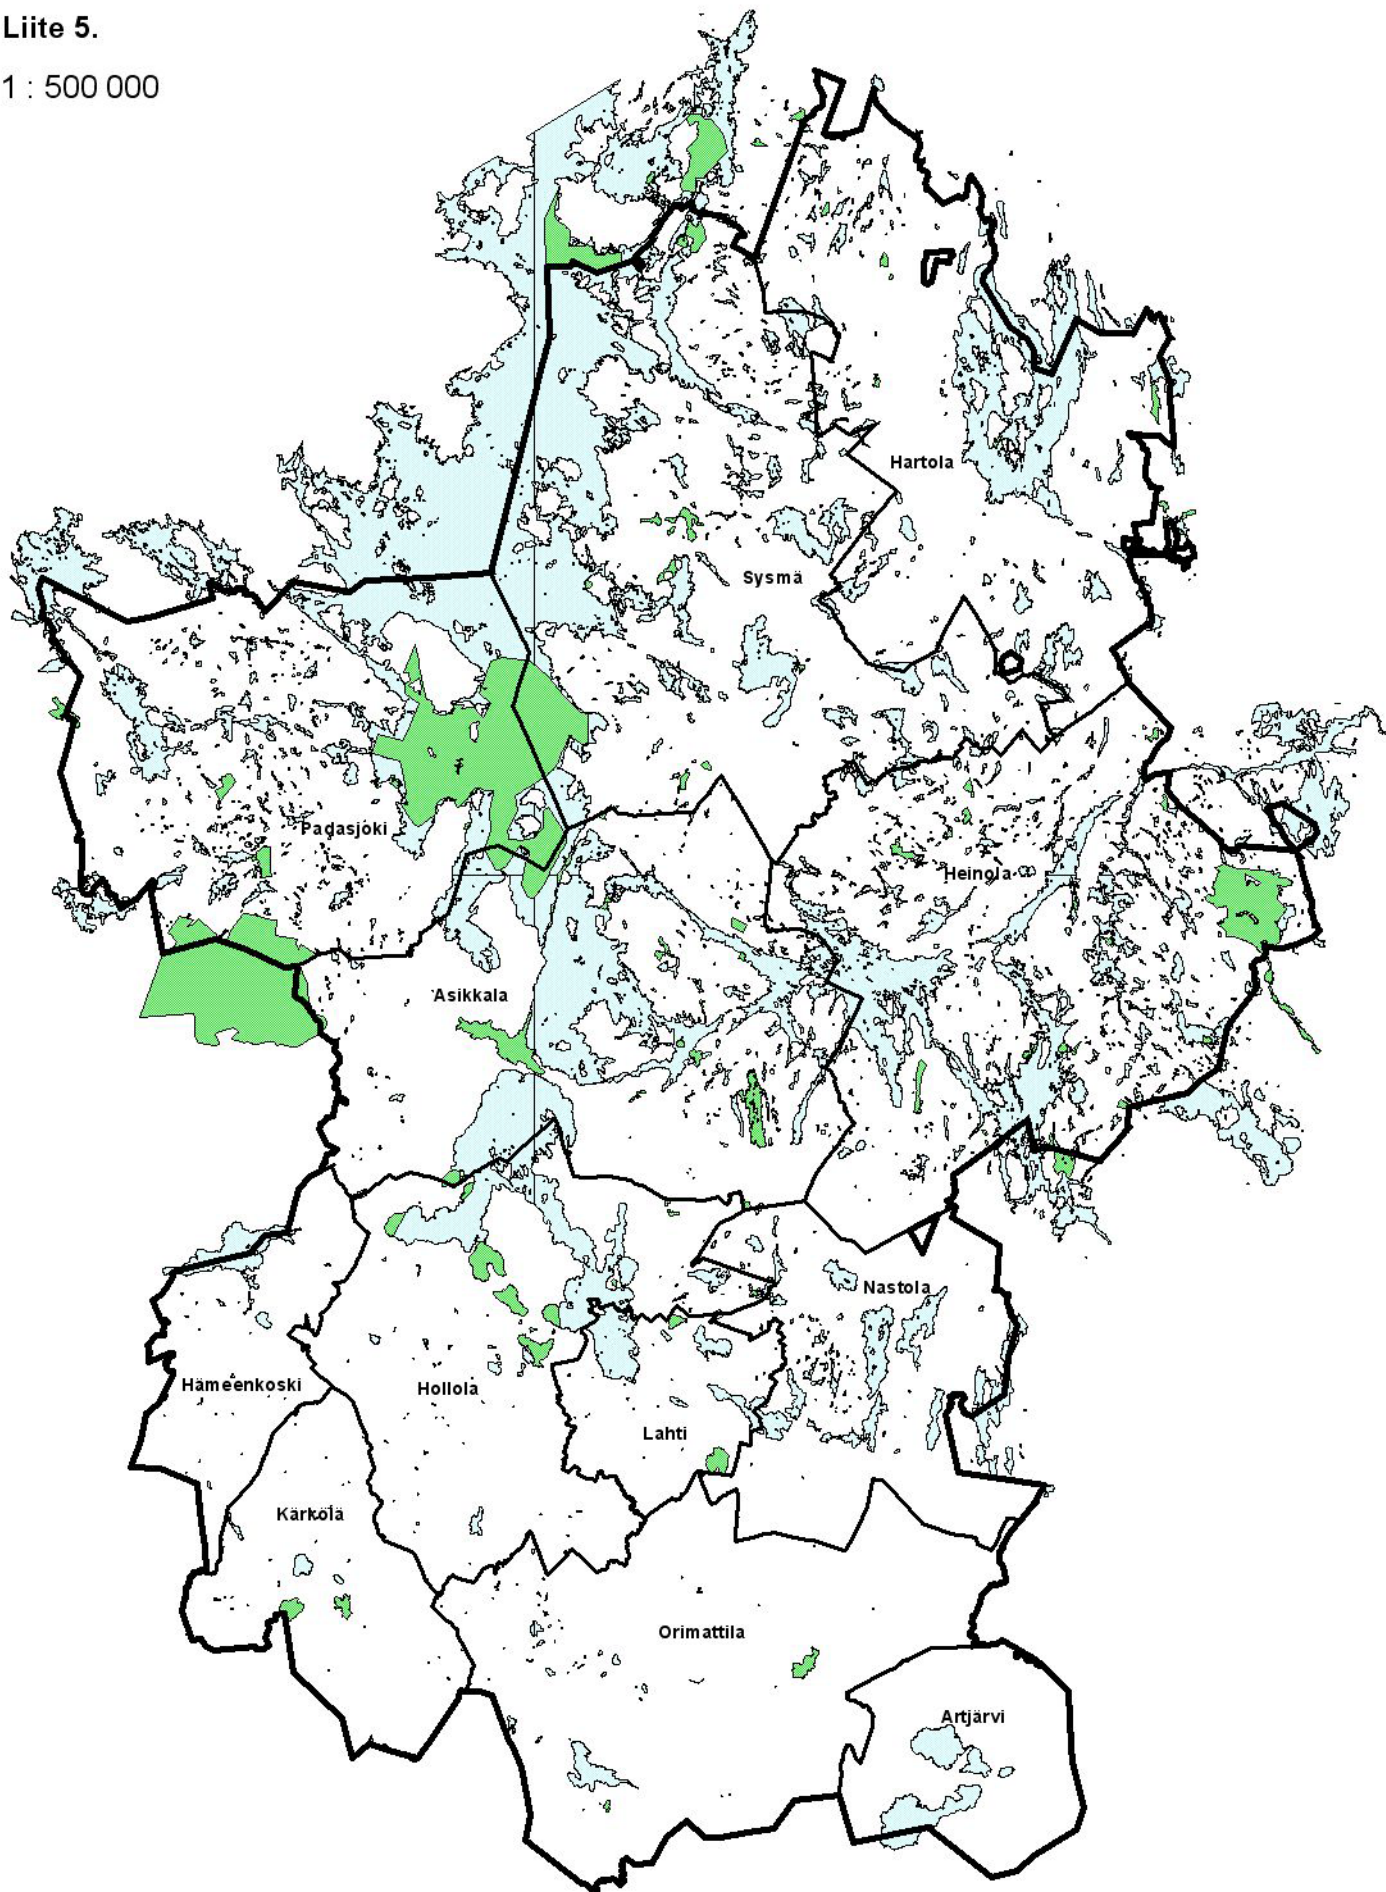 Liite 5.
1 : 500 000
Hartola
Sysmä
Padasjoki
Heinola
Asikkala
Nastola
Hämeenkoski
Hollola
Lahti
Kärkölä
Orimattila
Artjärvi